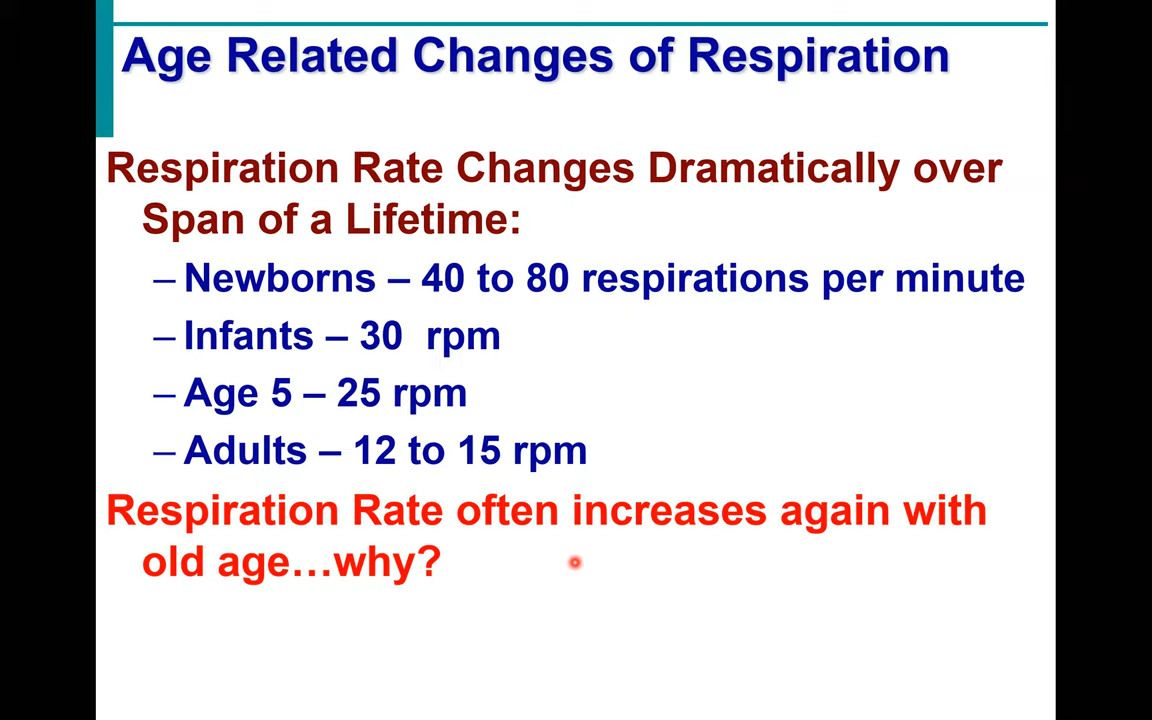 Age Related Changes of Respiration
Respiration Rate Changes Dramatically over
Span of a Lifetime:
– Newborns – 40 to 80 respirations per minute
– Infants – 30  rpm
– Age 5 – 25 rpm
– Adults – 12 to 15 rpm
Respiration Rate often increases again with
old age…why?